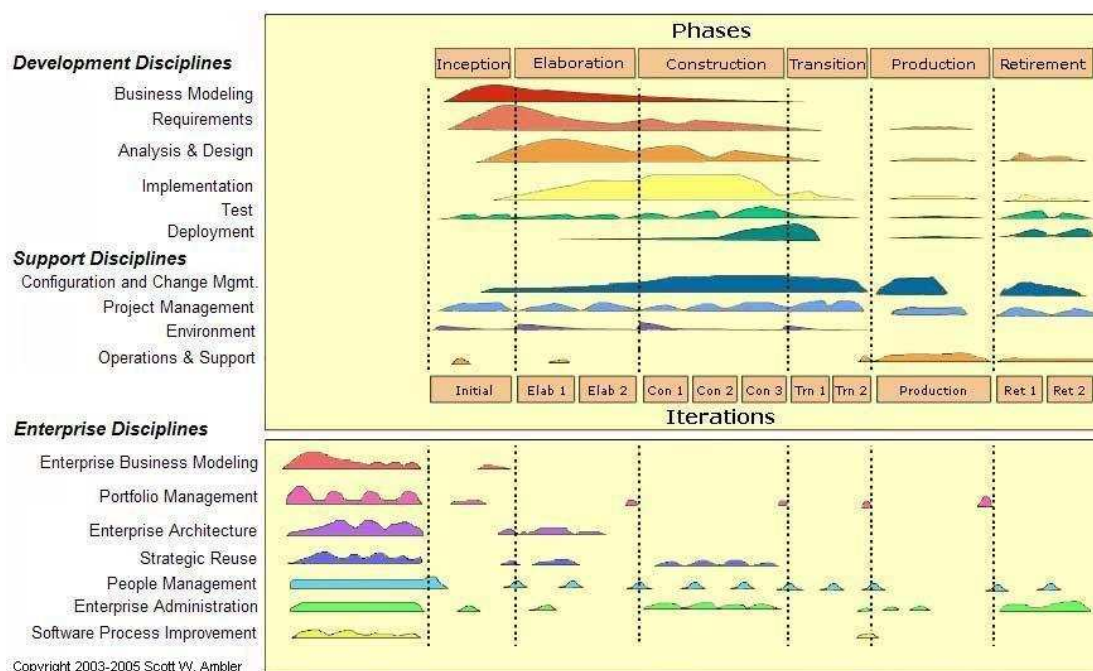 Phases
Development Disciplines
Inception Elaboration Construction Transition Production Retirement
Business Modeling
Requirements
Analysis & Design
Implementation
Test
Deployment
Support Disciplines
Configuration and Change Mgmt.
Project Management
Environment
Operations & Support
Initial Elab 1 Elab 2 Con 1 Con 2 Con 3 Trn 1 Trn 2 Production Ret 1 Ret 2
Iterations
Enterprise Disciplines
Enterprise Business Modeling
Portfolio Management
Enterprise Architecture
Strategic Reuse
People Management
Enterprise Administration
Software Process Improvement
Copyright 2003-2005 Scott W. Ambler